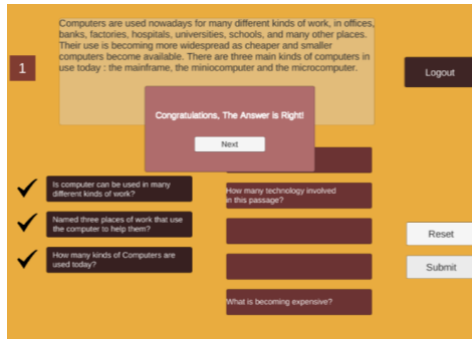 Computers are used nowadays for many different kinds of work, in offices,
banks, factories, hospitals, universities, schools, and many other places.
Their use is becoming more widespread as cheaper and smaller
computers become available. There are three main kinds of computers in
use today : the mainframe, the miniocomputer and the microcomputer.
1
Logout
Congratulations, The Answer is Right!
Next
Is computer can be used in many
different kinds of work?
How many technology involved
in this passage?
Named three places of work that use
the computer to help them?
Reset
How many kinds of Computers are
used today?
Submit
What is becoming expensive?